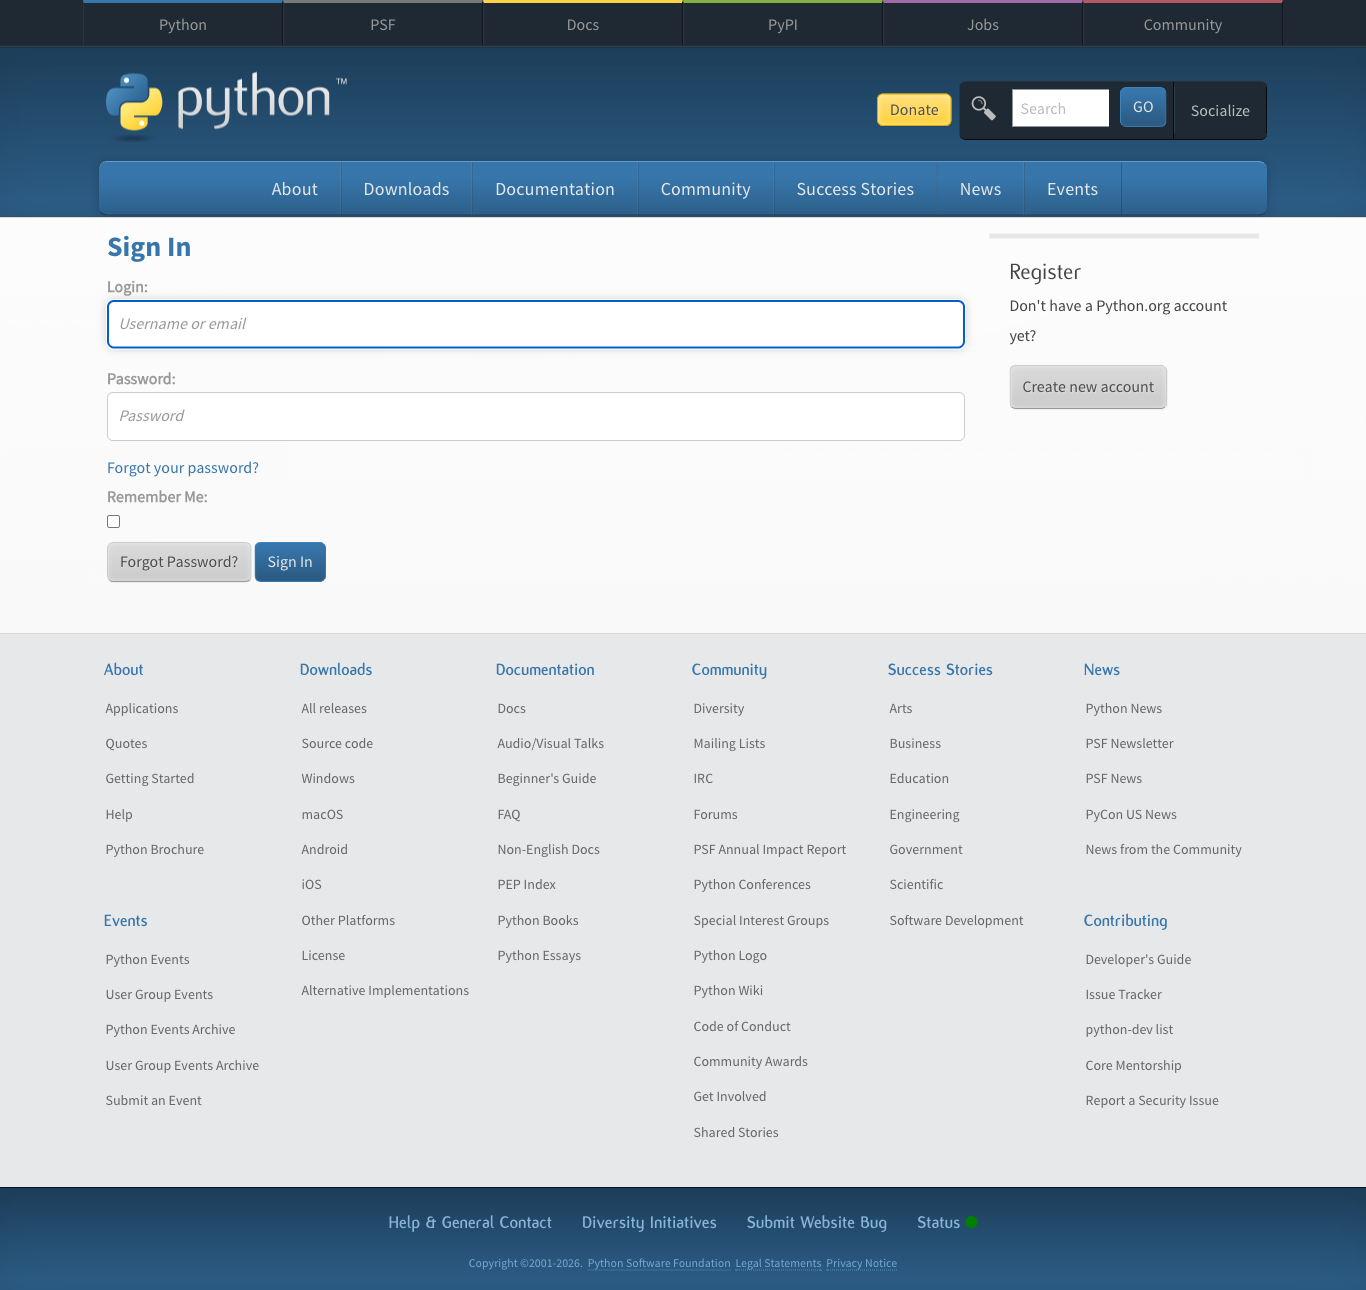 Python
PSF
Docs
PyPI
Jobs
Community
python™
Donate
Search
GO
Socialize
About
Downloads
Documentation
Community
Success Stories
News
Events
Sign In
Login:
Username or email
Password:
Password
Forgot your password?
Remember Me:
Forgot Password?
Sign In
Register
Don't have a Python.org account
yet?
Create new account
About
Applications
Quotes
Getting Started
Help
Python Brochure
Downloads
All releases
Source code
Windows
macOS
Android
iOS
Other Platforms
License
Alternative Implementations
Documentation
Docs
Audio/Visual Talks
Beginner's Guide
FAQ
Non-English Docs
PEP Index
Python Books
Python Essays
Community
Diversity
Mailing Lists
IRC
Forums
PSF Annual Impact Report
Python Conferences
Special Interest Groups
Python Logo
Python Wiki
Code of Conduct
Community Awards
Get Involved
Shared Stories
Success Stories
Arts
Business
Education
Engineering
Government
Scientific
Software Development
News
Python News
PSF Newsletter
PSF News
PyCon US News
News from the Community
Events
Python Events
User Group Events
Python Events Archive
User Group Events Archive
Submit an Event
Contributing
Developer's Guide
Issue Tracker
python-dev list
Core Mentorship
Report a Security Issue
Help & General Contact
Diversity Initiatives
Submit Website Bug
Status
Copyright ©2001-2026. Python Software Foundation Legal Statements Privacy Notice